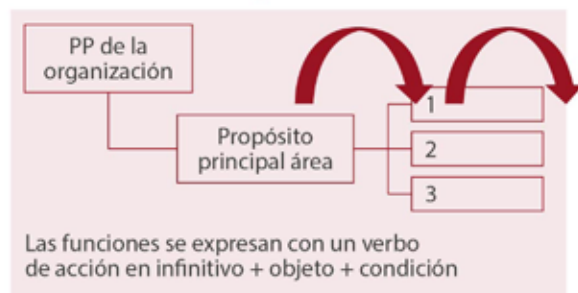 PP de la
organización
Propósito
principal área
1
2
3
Las funciones se expresan con un verbo
de acción en infinitivo + objeto + condición